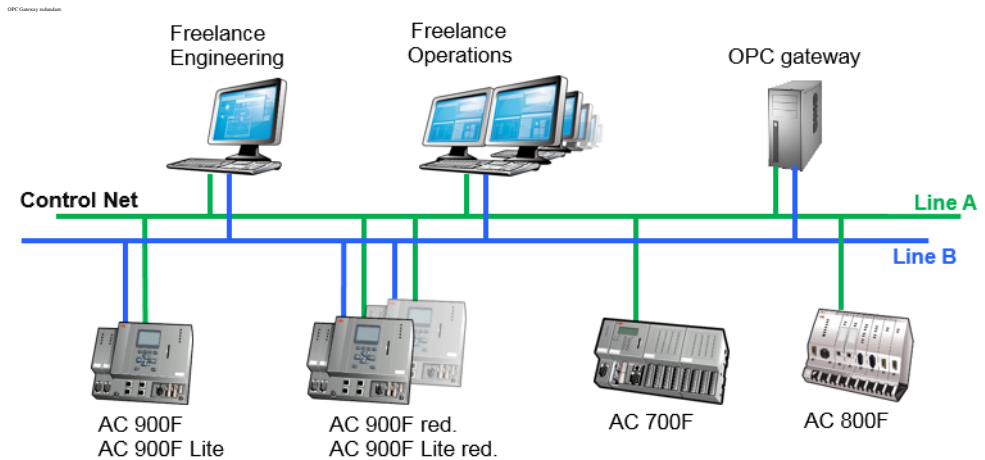 OPC Gateway redundant
Freelance
Engineering
Freelance
Operations
OPC gateway
Control Net
Line A
Line B
AC 900F
AC 900F Lite
AC 900F red.
AC 900F Lite red.
AC 700F
AC 800F